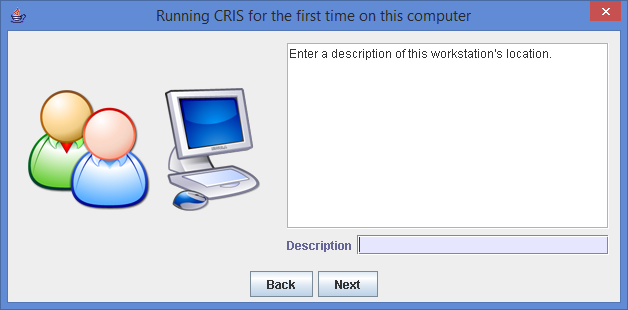 Running CRIS for the first time on this computer
Enter a description of this workstation's location.
Description
Back
Next